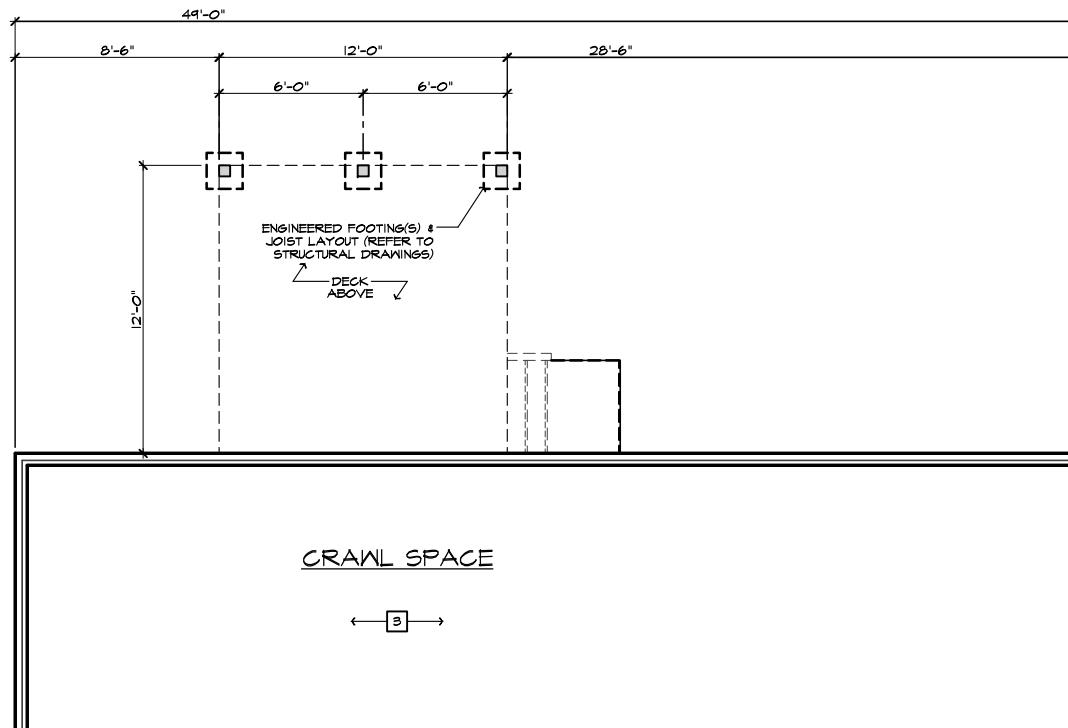 49'-0"
8'-6"
12'-0"
28'-6"
6'-0"
6'-0"
ENGINEERED FOOTING(S) &
JOIST LAYOUT (REFER TO
STRUCTURAL DRAWINGS)
DECK
ABOVE
12'-0"
CRAWL SPACE
3